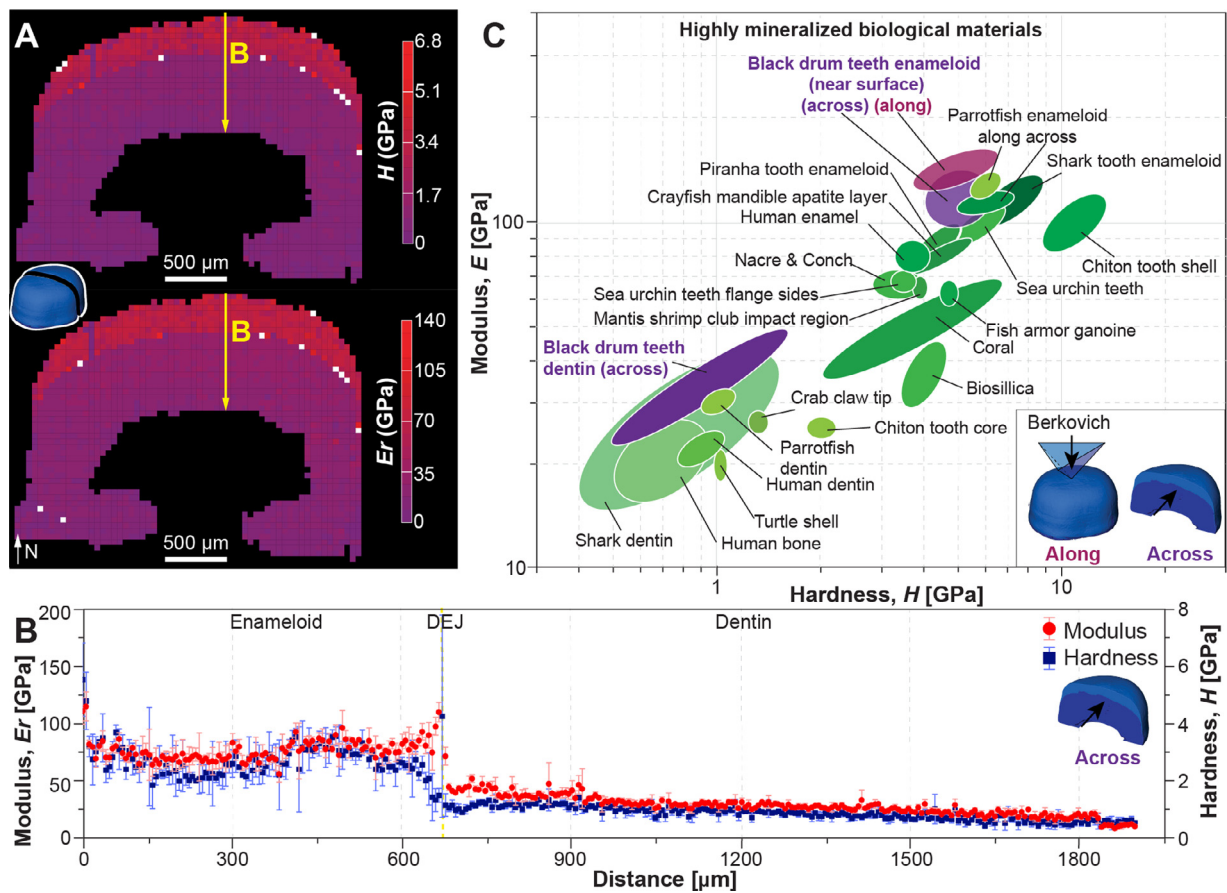 A
B
6.8
5.1
3.4
1.7
0
H (GPa)
500 µm
B
140
105
70
35
0
Er (GPa)
500 µm
N
C
Highly mineralized biological materials
Black drum teeth enameloid
(near surface)
(across) (along)
Parrotfish enameloid
along across
Shark tooth enameloid
Piranha tooth enameloid
Crayfish mandible apatite layer
Human enamel
Nacre & Conch
Sea urchin teeth flange sides
Mantis shrimp club impact region
Chiton tooth shell
Sea urchin teeth
Fish armor ganoine
Coral
Biosillica
Black drum teeth
dentin (across)
Crab claw tip
Chiton tooth core
Parrotfish
dentin
Human dentin
Turtle shell
Shark dentin
Human bone
Berkovich
Along
Across
Modulus, E [GPa]
100
10
1
10
Hardness, H [GPa]
B
Enameloid
DEJ
Dentin
Modulus
Hardness
Across
Modulus, Er [GPa]
200
150
100
50
0
Hardness, H [GPa]
8
6
4
2
0
0
300
600
900
1200
1500
1800
Distance [µm]